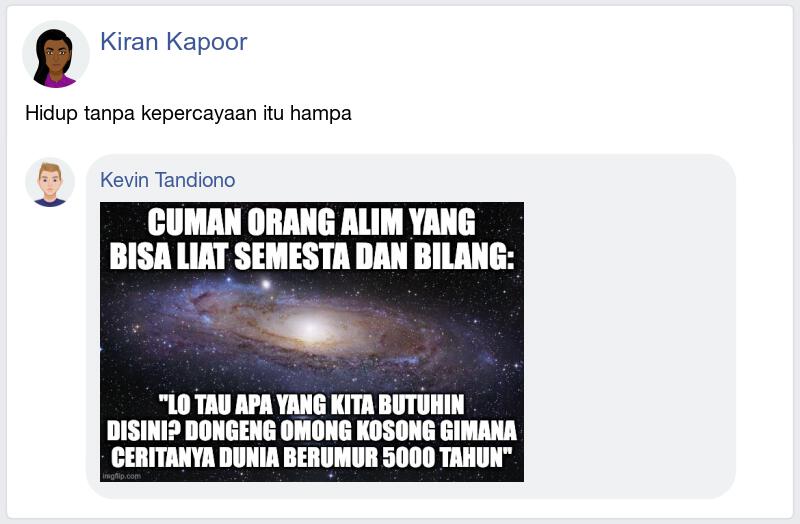 Kiran Kapoor
Hidup tanpa kepercayaan itu hampa
Kevin Tandiono
CUMAN ORANG ALIM YANG
BISA LIAT SEMESTA DAN BILANG:
"LO TAU APA YANG KITA BUTUHIN
DISINI? DONGENG OMONG KOSONG GIMANA
CERITANYA DUNIA BERUMUR 5000 TAHUN"
imgflip.com